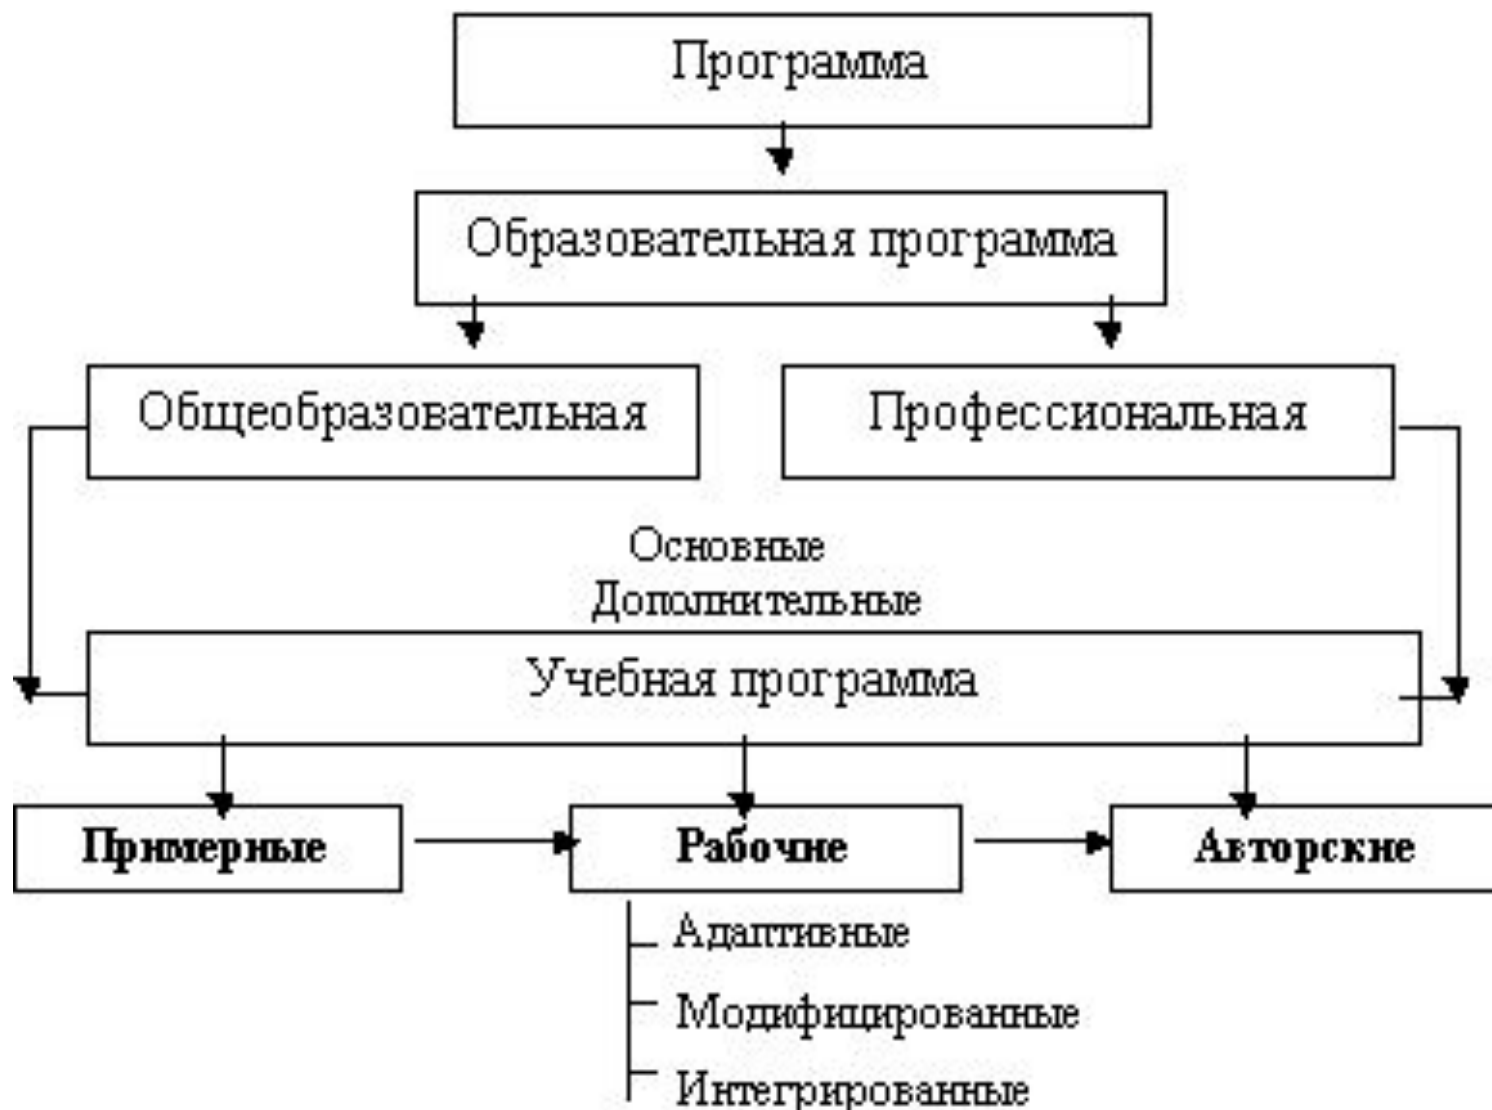 Программа
Образовательная программа
Общеобразовательная
Профессиональная
Основные
Дополнительные
Учебная программа
Примерные
Рабочие
Авторские
Адаптивные
Модифицированные
Интегрированные